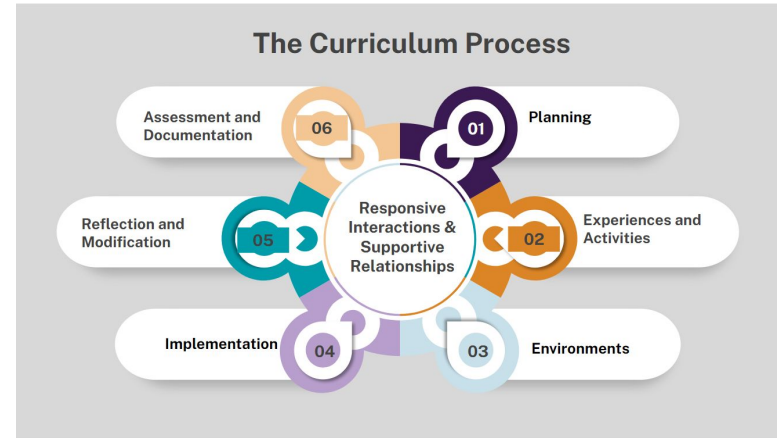 The Curriculum Process
01
Planning
02
Experiences and
Activities
03
Environments
04
Implementation
05
Reflection and
Modification
06
Assessment and
Documentation
Responsive
Interactions &
Supportive
Relationships